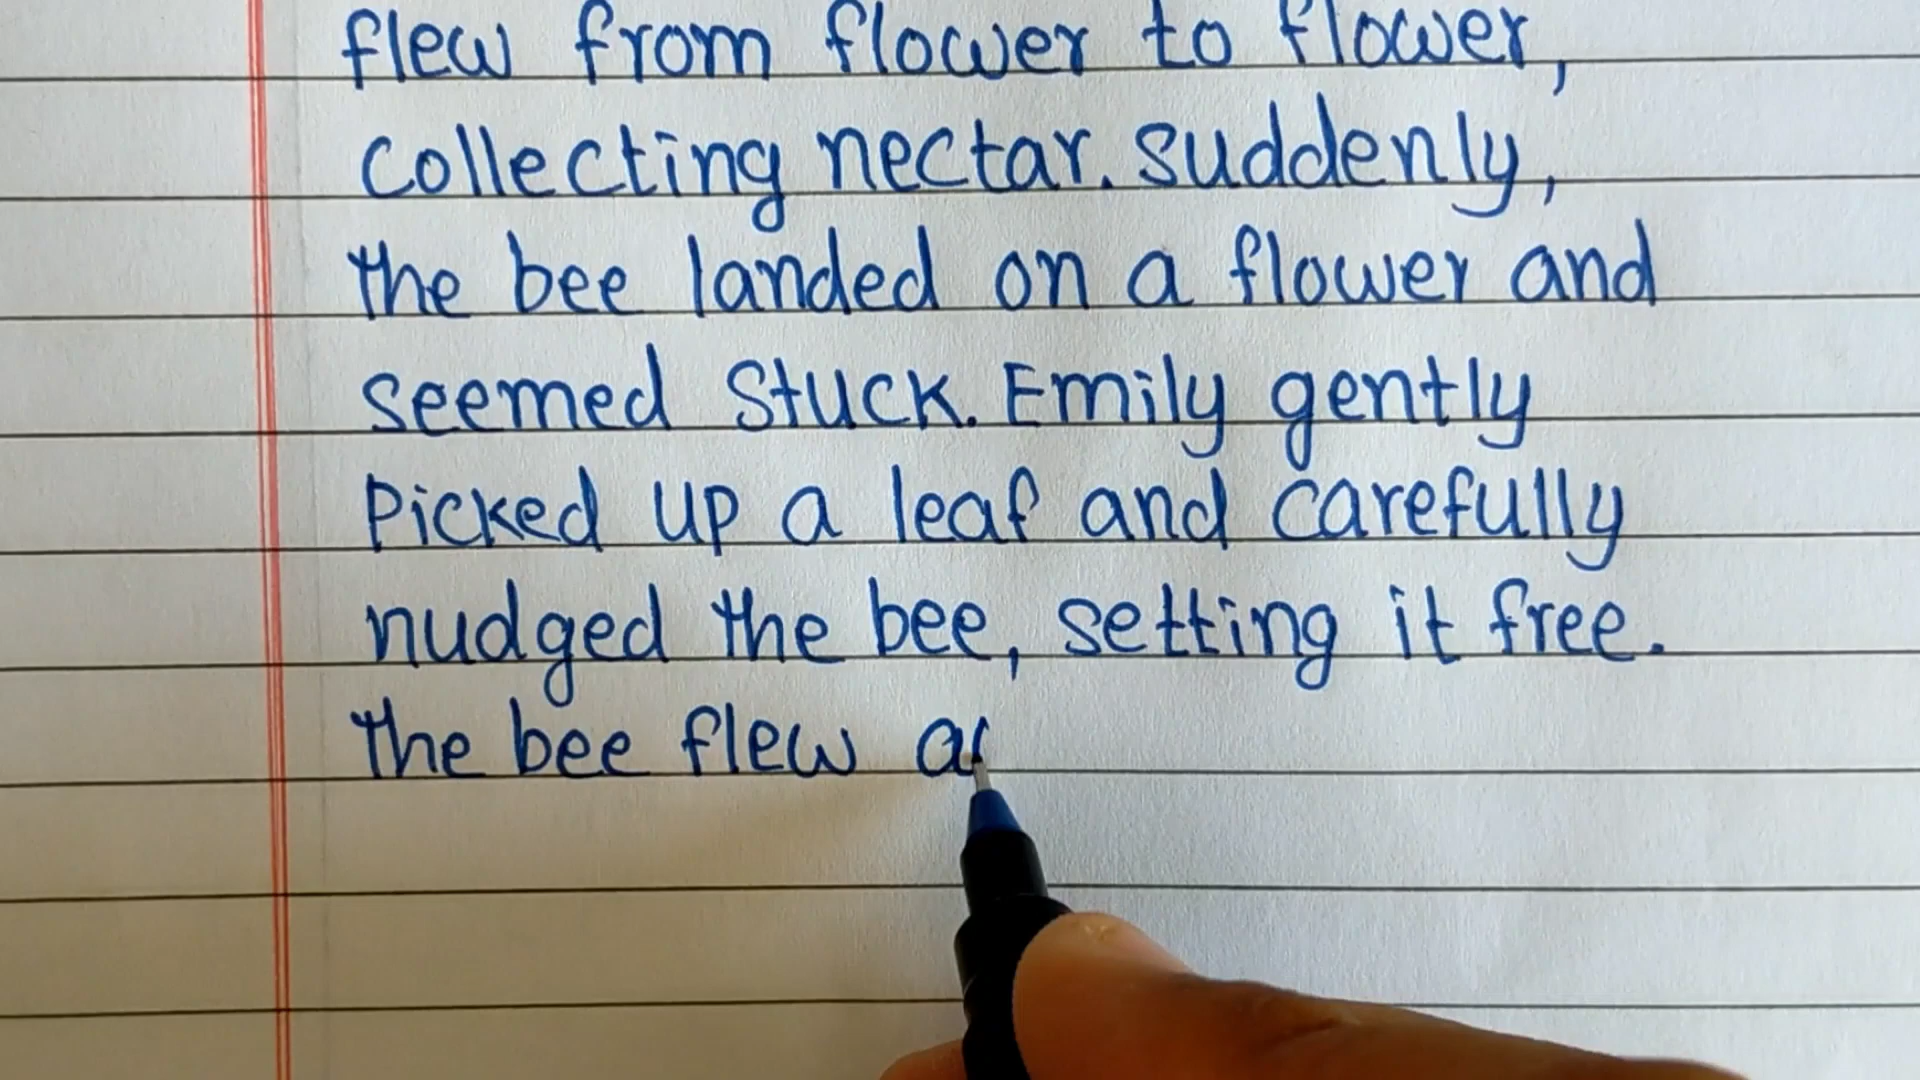 flew from flower to flower,
collecting nectar. suddenly,
the bee landed on a flower and
seemed stuck. Emily gently
Picked up a leaf and carefully
nudged the bee, setting it free.
the bee flew